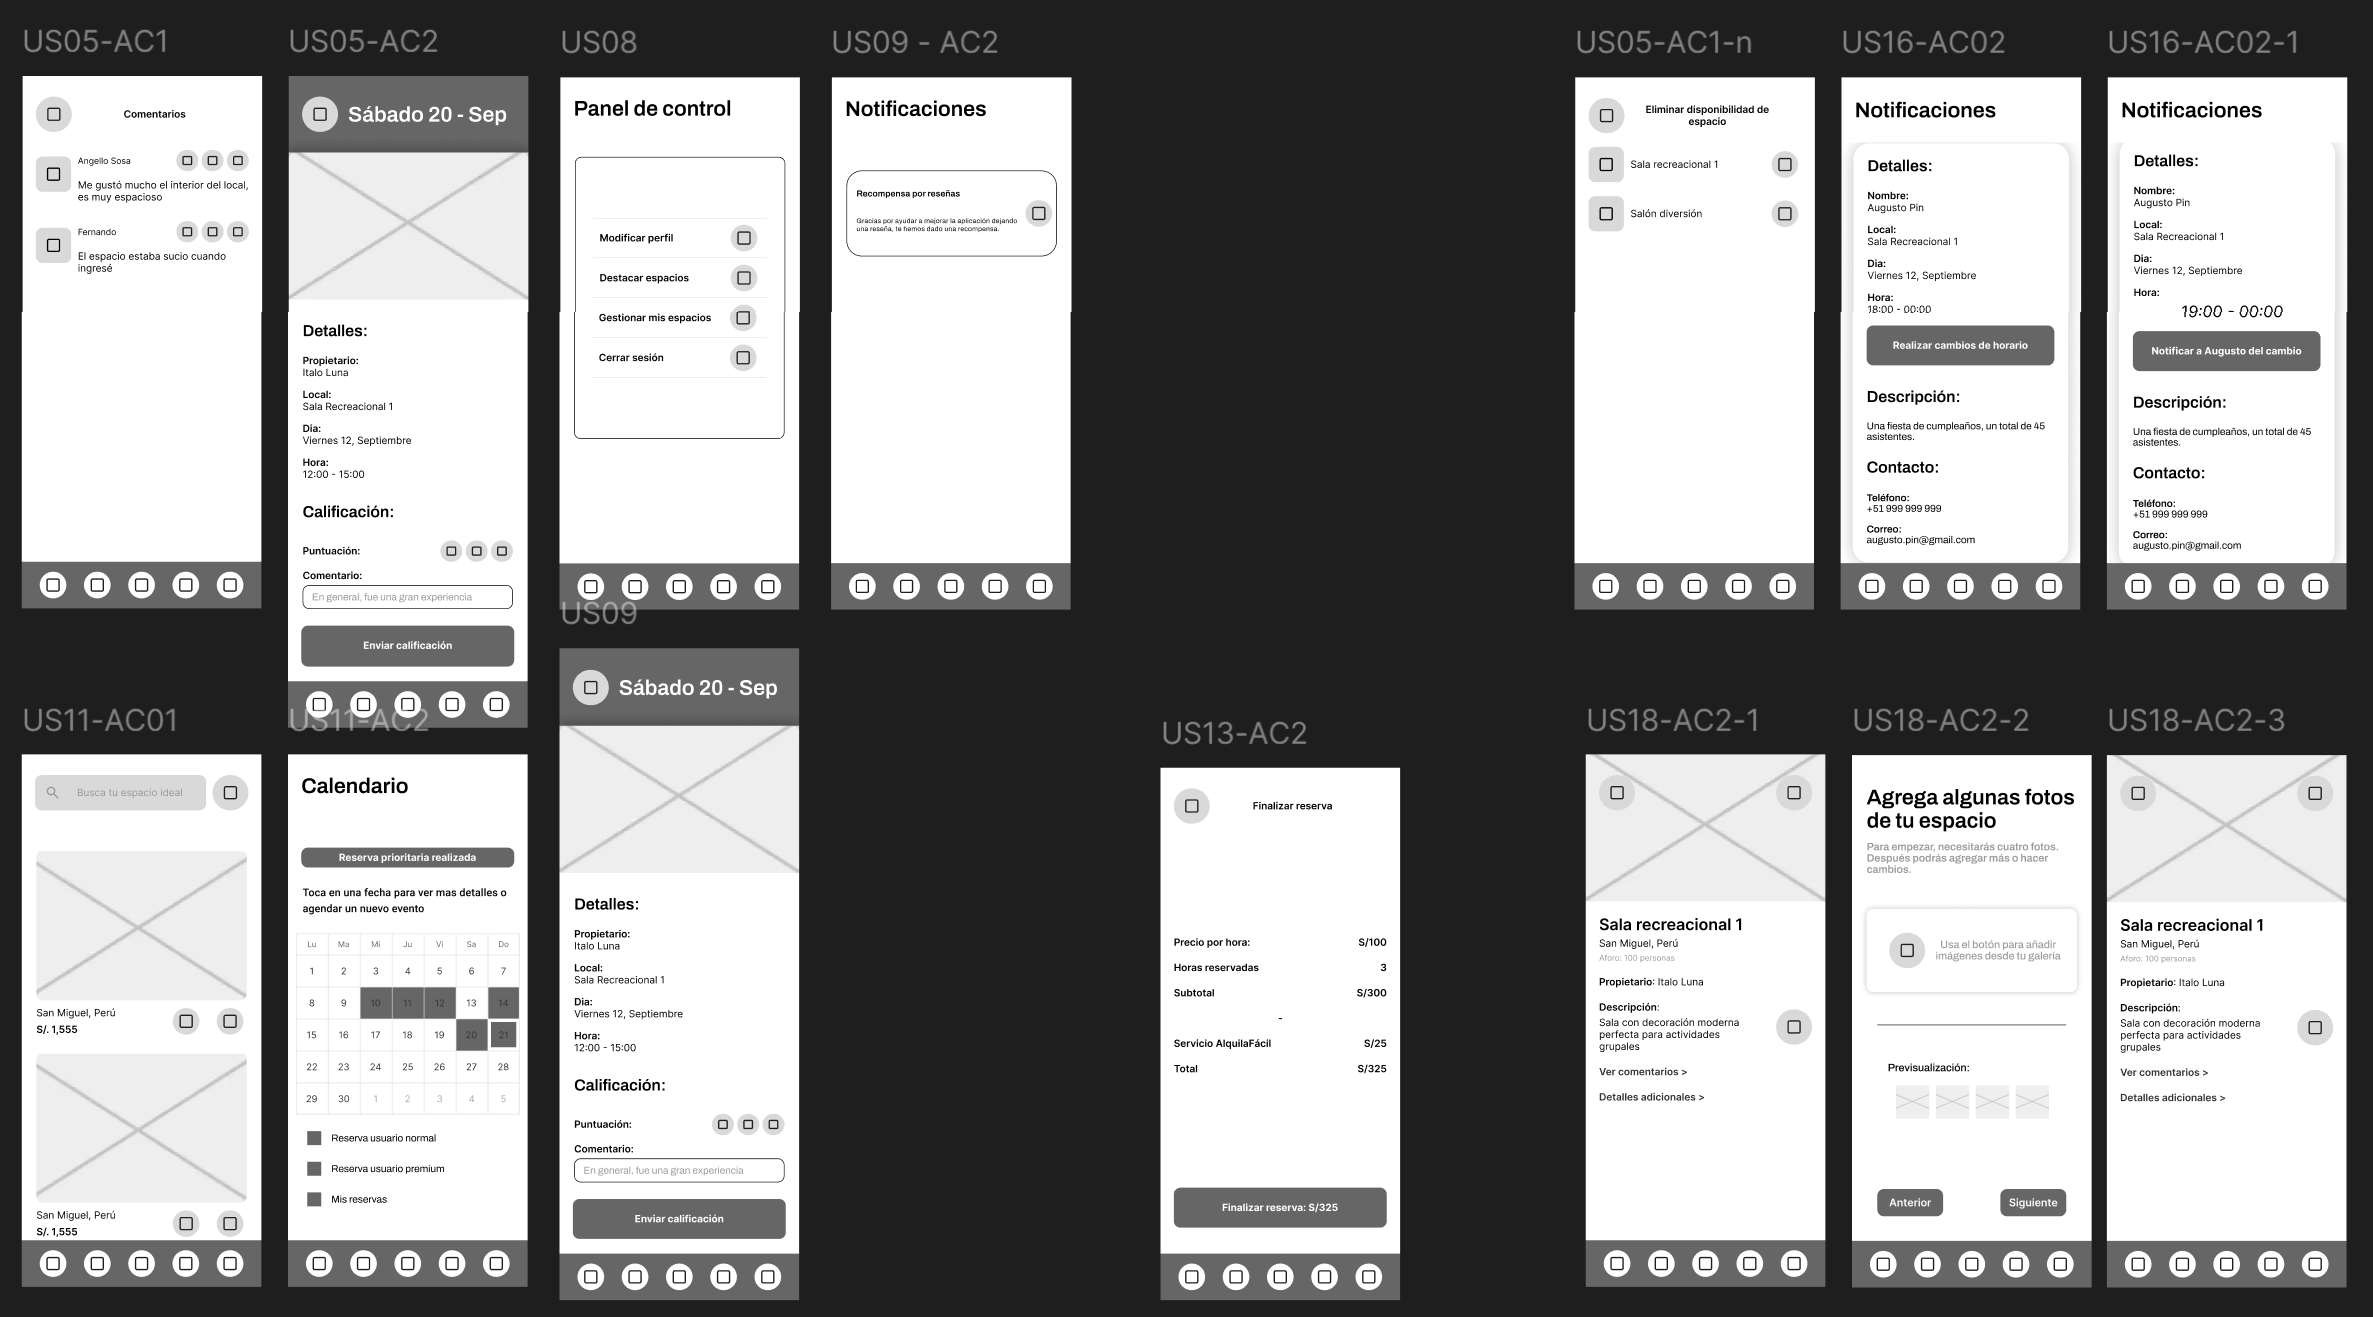 US05-AC1
Comentarios
Angello Sosa
Me gustó mucho el interior del local,
es muy espacioso
Fernando
El espacio estaba sucio cuando
ingresé
US05-AC2
Sábado 20 - Sep
Detalles:
Propietario:
Italo Luna
Local:
Sala Recreacional 1
Dia:
Viernes 12, Septiembre
Hora:
12:00 - 15:00
Calificación:
Puntuación:
Comentario:
En general, fue una gran experiencia
Enviar calificación
US08
Panel de control
Modificar perfil
Destacar espacios
Gestionar mis espacios
Cerrar sesión
US09 - AC2
Notificaciones
Recompensa por reseñas
Gracias por ayudar a mejorar la aplicación dejando
una reseña, te hemos dado una recompensa.
US05-AC1-n
Eliminar disponibilidad de
espacio
Sala recreacional 1
Salón diversión
US16-AC02
Notificaciones
Detalles:
Nombre:
Augusto Pin
Local:
Sala Recreacional 1
Dia:
Viernes 12, Septiembre
Hora:
18:00 - 00:00
Realizar cambios de horario
Descripción:
Una fiesta de cumpleaños, un total de 45
asistentes.
Contacto:
Teléfono:
+51 999 999 999
Correo:
augusto.pin@gmail.com
US16-AC02-1
Notificaciones
Detalles:
Nombre:
Augusto Pin
Local:
Sala Recreacional 1
Dia:
Viernes 12, Septiembre
Hora:
19:00 - 00:00
Notificar a Augusto del cambio
Descripción:
Una fiesta de cumpleaños, un total de 45
asistentes.
Contacto:
Teléfono:
+51 999 999 999
Correo:
augusto.pin@gmail.com
US11-AC01
Busca tu espacio ideal
San Miguel, Perú
S/. 1,555
San Miguel, Perú
S/. 1,555
US11-AC2
Calendario
Reserva prioritaria realizada
Toca en una fecha para ver mas detalles o
agendar un nuevo evento
Lu Ma Mi Ju Vi Sa Do
1 2 3 4 5 6 7
8 9 10 11 12 13 14
15 16 17 18 19 20 21
22 23 24 25 26 27 28
29 30 1 2 3 4 5
Reserva usuario normal
Reserva usuario premium
Mis reservas
US09
Sábado 20 - Sep
Detalles:
Propietario:
Italo Luna
Local:
Sala Recreacional 1
Dia:
Viernes 12, Septiembre
Hora:
12:00 - 15:00
Calificación:
Puntuación:
Comentario:
En general, fue una gran experiencia
Enviar calificación
US13-AC2
Finalizar reserva
Precio por hora: S/100
Horas reservadas 3
Subtotal S/300
-
Servicio AlquilaFácil S/25
Total S/325
Finalizar reserva: S/325
US18-AC2-1
Sala recreacional 1
San Miguel, Perú
Aforo: 100 personas
Propietario: Italo Luna
Descripción:
Sala con decoración moderna
perfecta para actividades
grupales
Ver comentarios >
Detalles adicionales >
US18-AC2-2
Agrega algunas fotos
de tu espacio
Para empezar, necesitarás cuatro fotos.
Después podrás agregar más o hacer
cambios.
Usa el botón para añadir
imágenes desde tu galería
Previsualización:
Anterior
Siguiente
US18-AC2-3
Sala recreacional 1
San Miguel, Perú
Aforo: 100 personas
Propietario: Italo Luna
Descripción:
Sala con decoración moderna
perfecta para actividades
grupales
Ver comentarios >
Detalles adicionales >